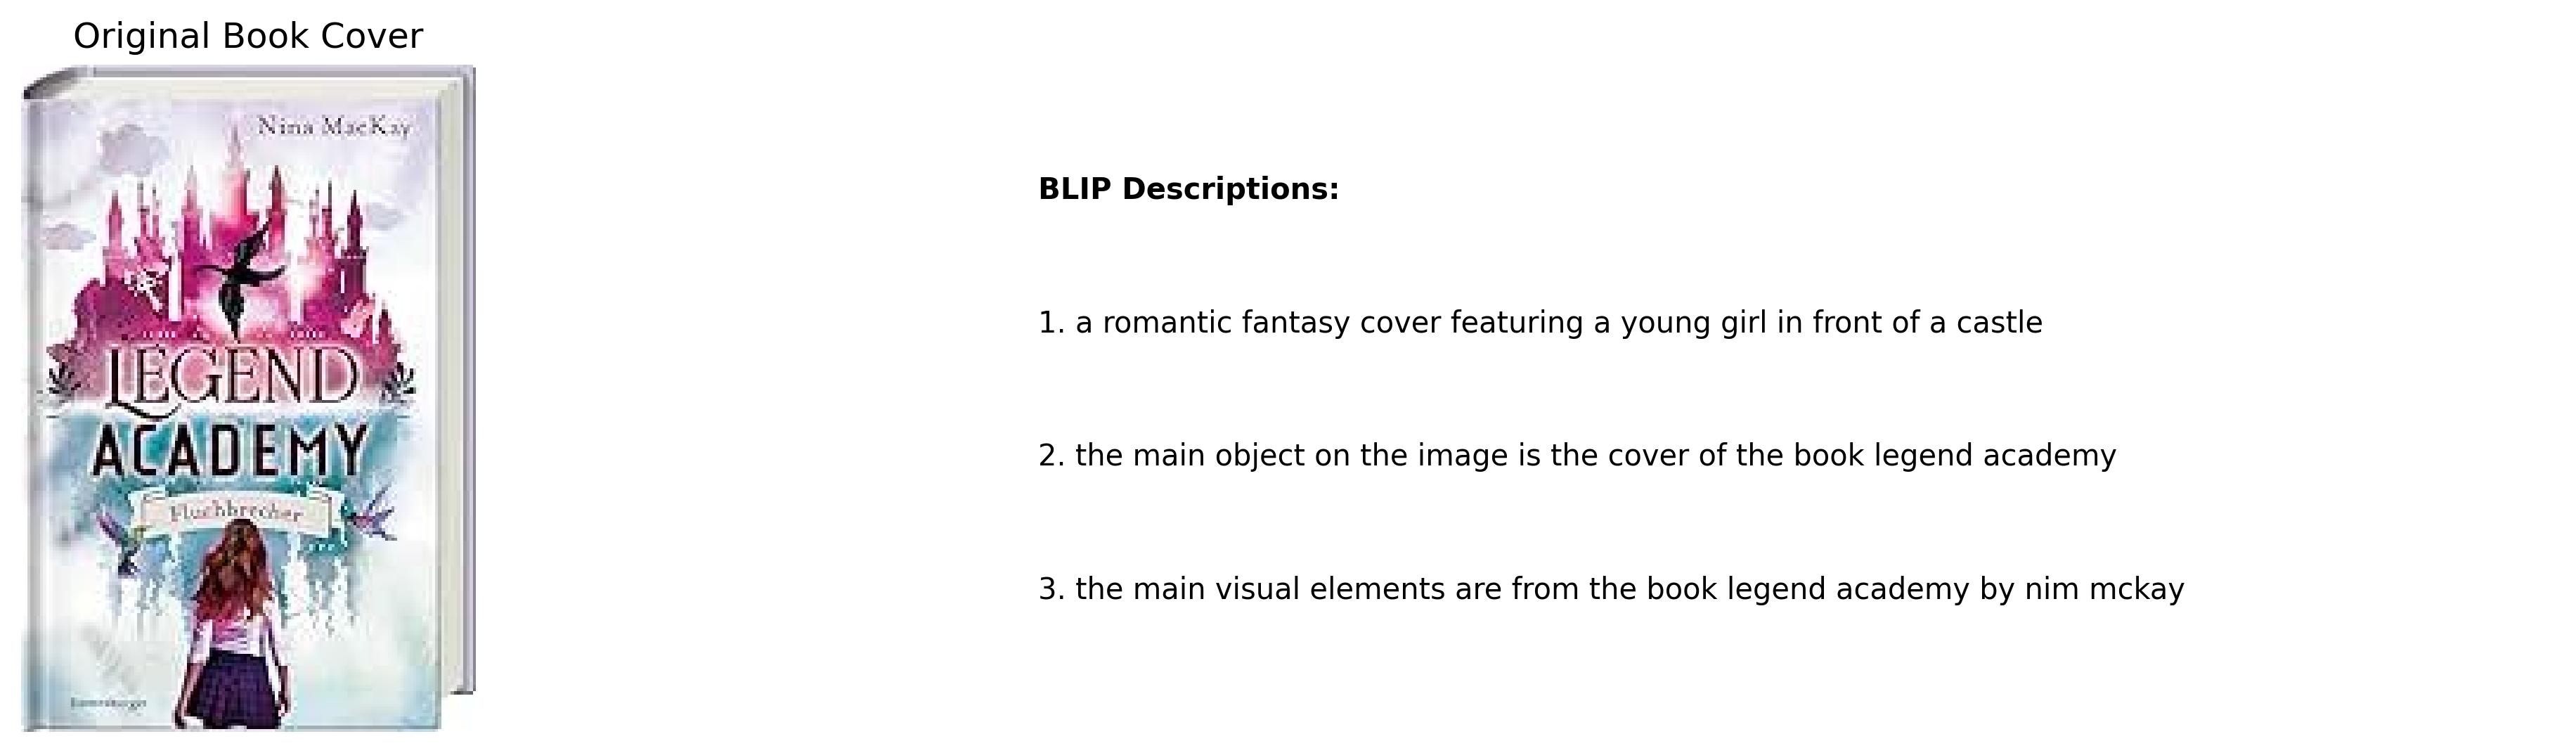 Original Book Cover
Nina MacKay
LEGEND
ACADEMY
Fluchbrecher
Ravensburger
BLIP Descriptions:
1. a romantic fantasy cover featuring a young girl in front of a castle
2. the main object on the image is the cover of the book legend academy
3. the main visual elements are from the book legend academy by nim mckay